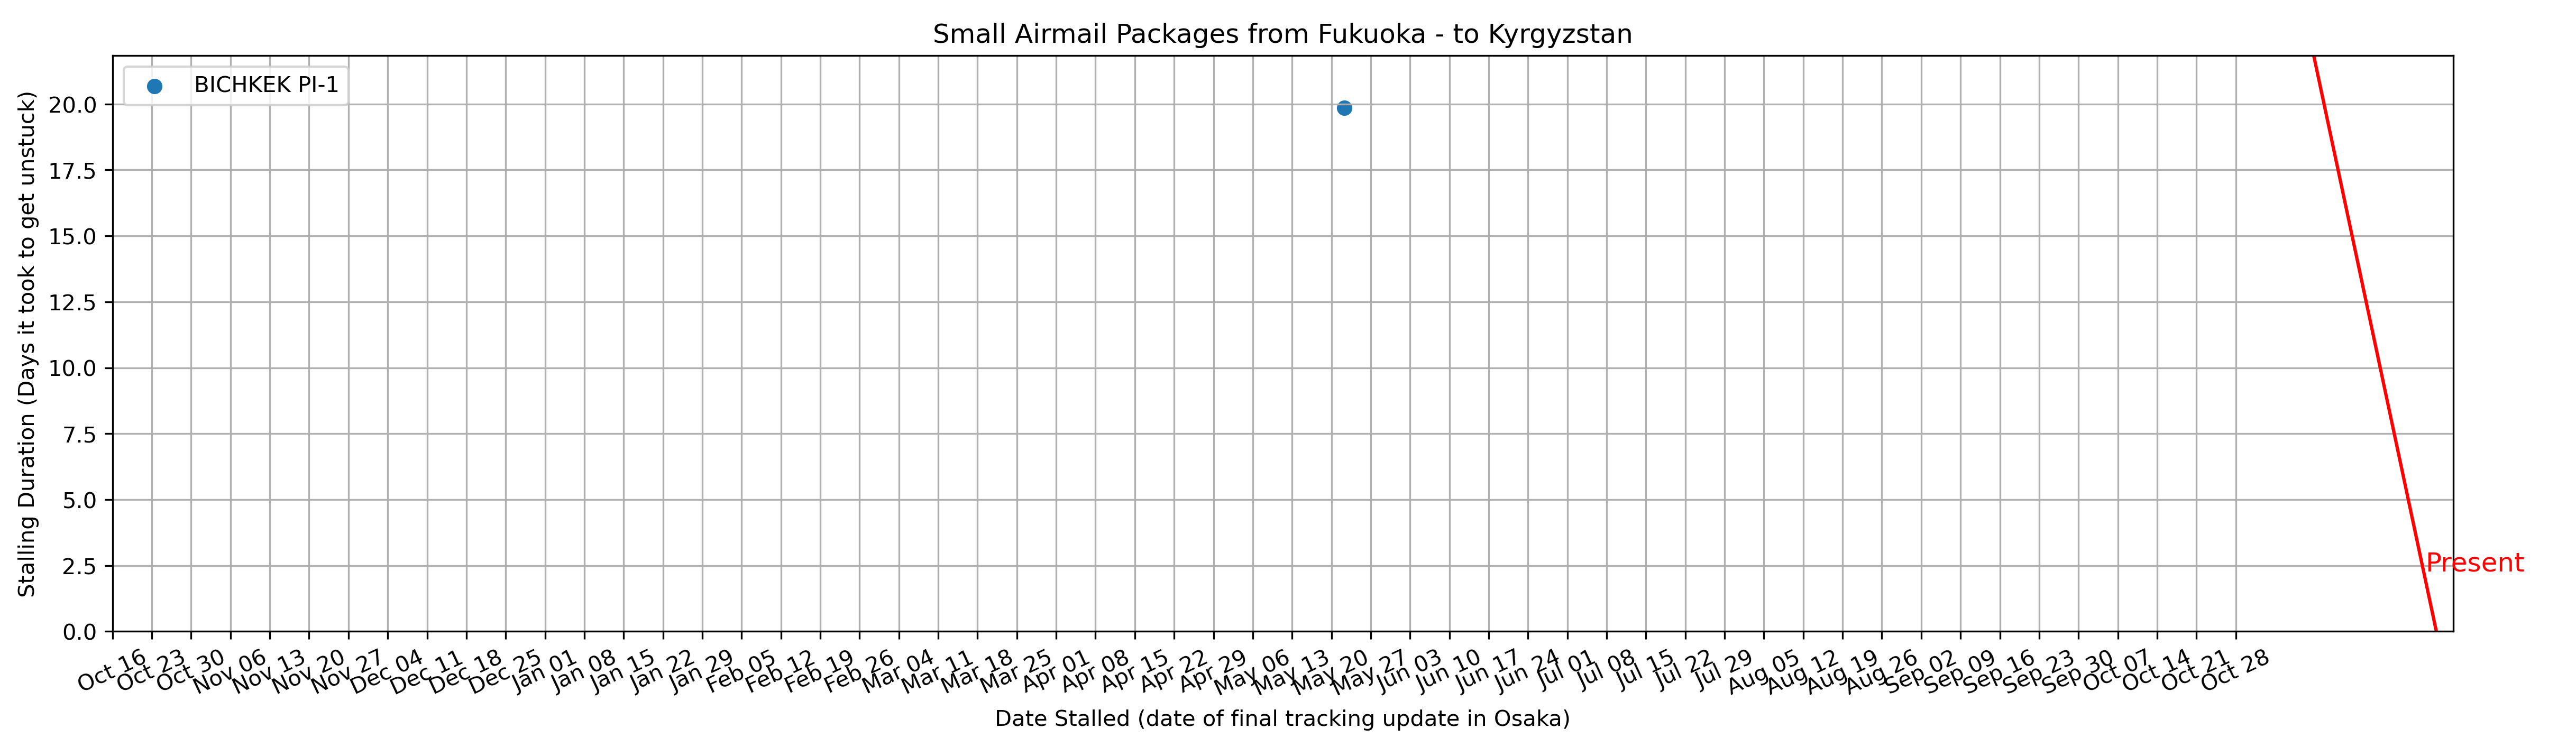 Small Airmail Packages from Fukuoka - to Kyrgyzstan
BICHKEK PI-1
Stalling Duration (Days it took to get unstuck)
20.0
17.5
15.0
12.5
10.0
7.5
5.0
2.5
0.0
Present
Oct 16
Oct 23
Oct 30
Nov 06
Nov 13
Nov 20
Nov 27
Dec 04
Dec 11
Dec 18
Dec 25
Jan 01
Jan 08
Jan 15
Jan 22
Jan 29
Feb 05
Feb 12
Feb 19
Feb 26
Mar 04
Mar 11
Mar 18
Mar 25
Apr 01
Apr 08
Apr 15
Apr 22
Apr 29
May 06
May 13
May 20
May 27
Jun 03
Jun 10
Jun 17
Jun 24
Jul 01
Jul 08
Jul 15
Jul 22
Jul 29
Aug 05
Aug 12
Aug 19
Aug 26
Sep 02
Sep 09
Sep 16
Sep 23
Sep 30
Oct 07
Oct 14
Oct 21
Oct 28
Date Stalled (date of final tracking update in Osaka)